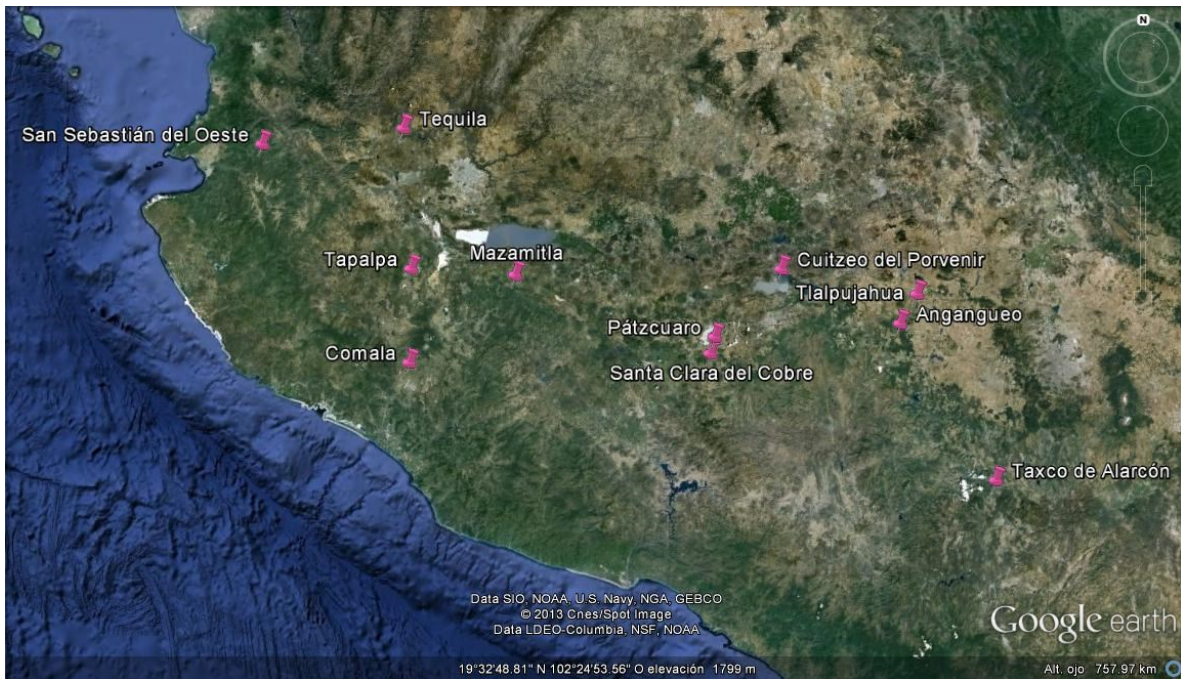 N
Tequila
San Sebastián del Oeste
Tapalpa
Mazamitla
Cuitzeo del Porvenir
Tlalpujahua
Angangueo
Pátzcuaro
Comala
Santa Clara del Cobre
Taxco de Alarcón
Data SIO, NOAA, U.S. Navy, NGA, GEBCO
© 2013 Cnes/Spot Image
Data LDEO-Columbia, NSF, NOAA
Google earth
19°32'48.81" N 102°24'53.56" O elevación 1799 m
Alt. ojo 757.97 km